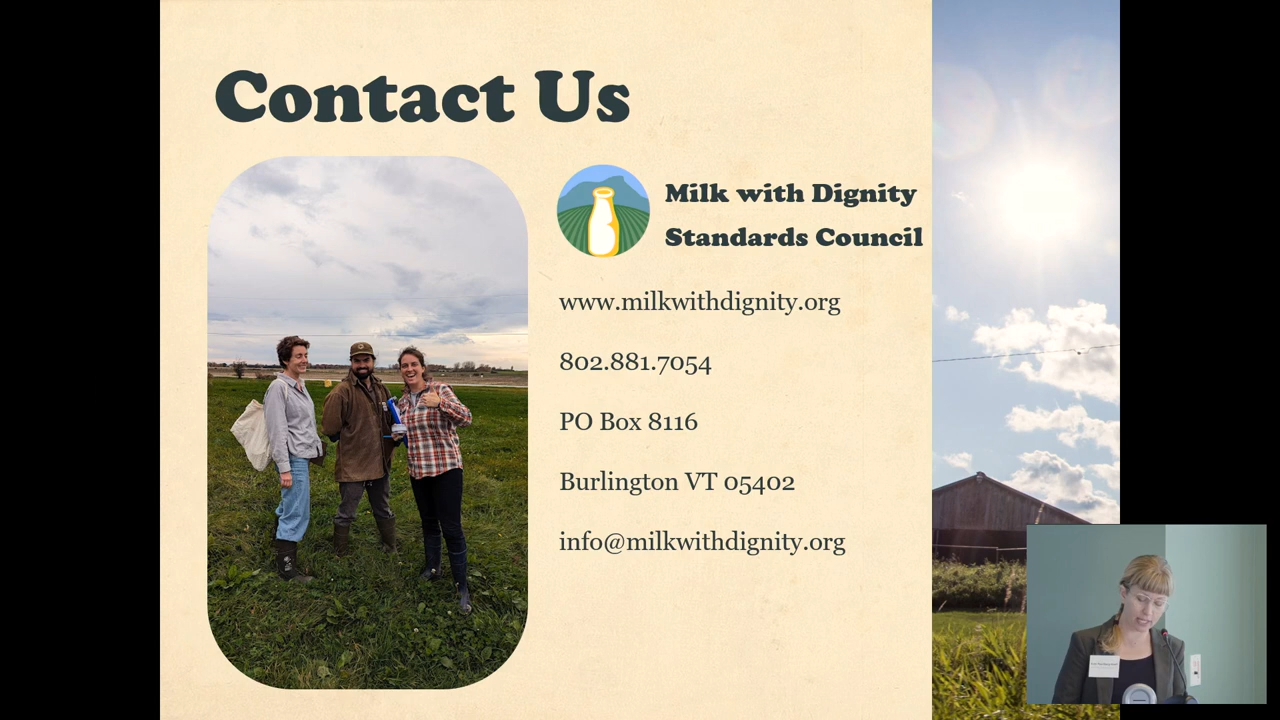 Contact Us
Milk with Dignity
Standards Council
www.milkwithdignity.org
802.881.7054
PO Box 8116
Burlington VT 05402
info@milkwithdignity.org